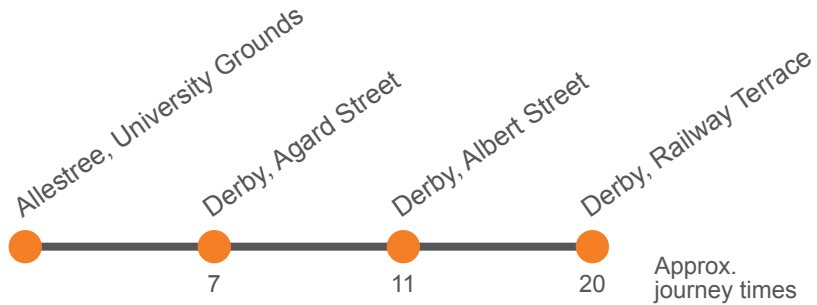 Allestree, University Grounds
Derby, Agard Street
Derby, Albert Street
Derby, Railway Terrace
7
11
20
Approx.
journey times